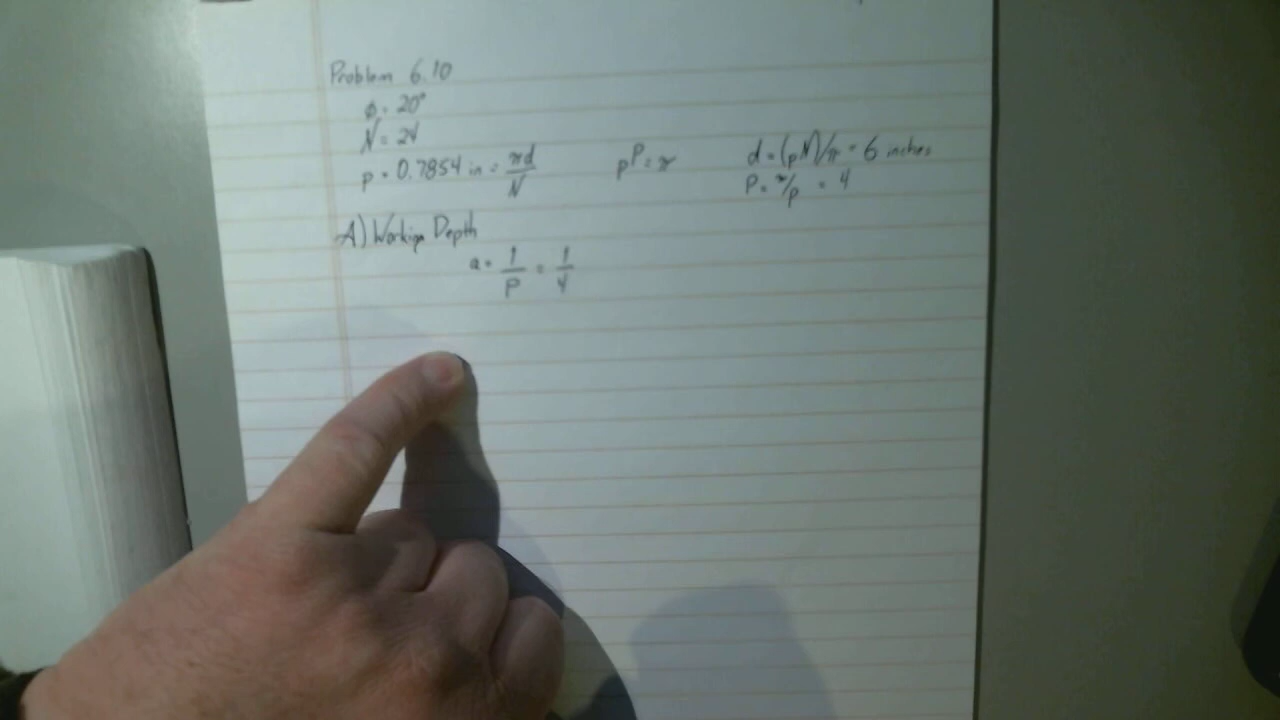 Problem 6.10
ϕ = 20°
N = 24
p = 0.7854 in = πd/N
pP = π
d = (pN)/π = 6 inches
P = π/p = 4
A) Working Depth
a = 1/P = 1/4